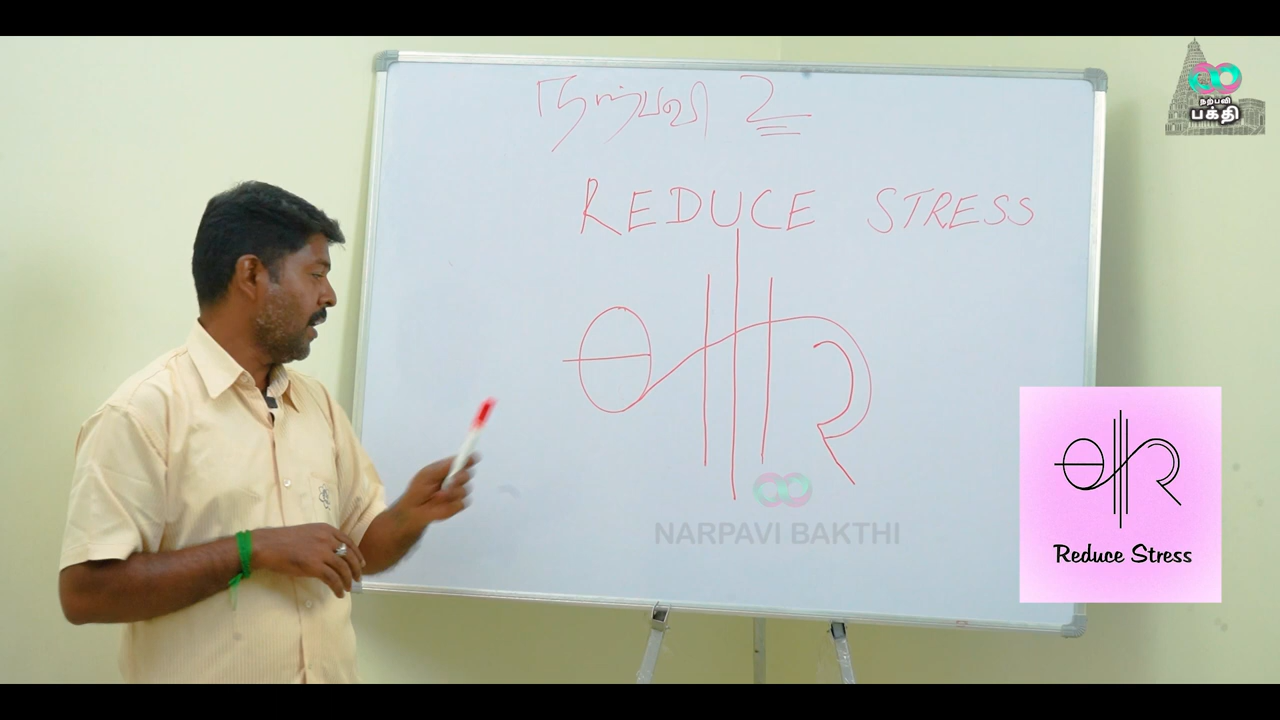 நற்பவி 2
REDUCE STRESS
NARPAVI BAKTHI
நற்பவி
பக்தி
Reduce Stress